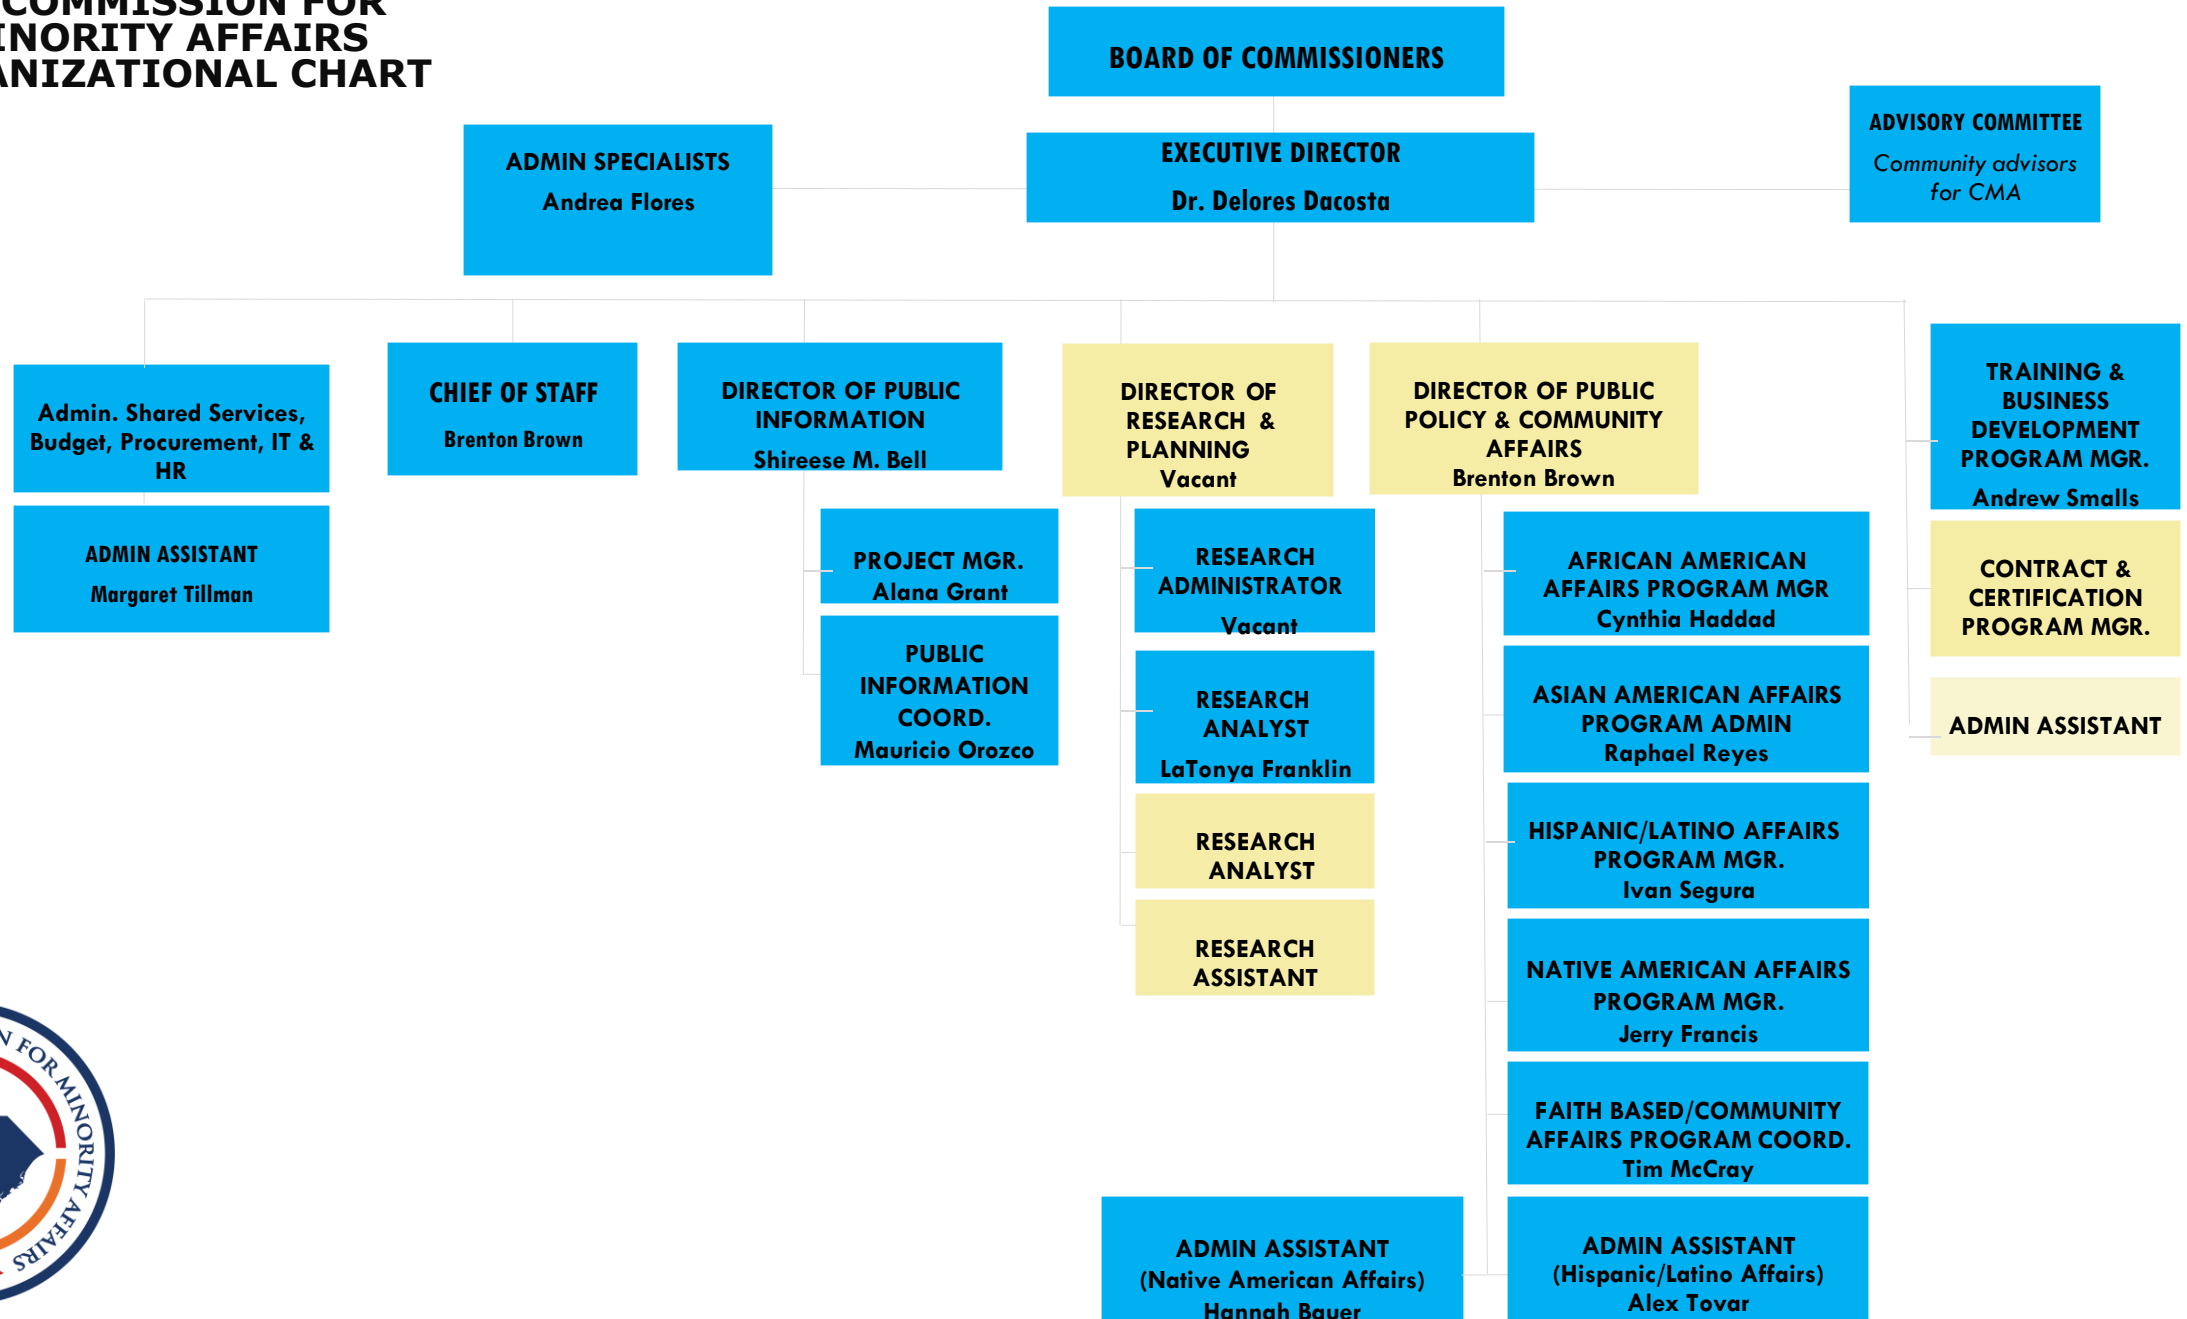 COMMISSION FOR
INORITY AFFAIRS
ANIZATIONAL CHART
BOARD OF COMMISSIONERS
ADVISORY COMMITTEE
Community advisors
for CMA
ADMIN SPECIALISTS
Andrea Flores
EXECUTIVE DIRECTOR
Dr. Delores Dacosta
Admin. Shared Services,
Budget, Procurement, IT &
HR
ADMIN ASSISTANT
Margaret Tillman
CHIEF OF STAFF
Brenton Brown
DIRECTOR OF PUBLIC
INFORMATION
Shireese M. Bell
PROJECT MGR.
Alana Grant
PUBLIC
INFORMATION
COORD.
Mauricio Orozco
DIRECTOR OF
RESEARCH &
PLANNING
Vacant
RESEARCH
ADMINISTRATOR
Vacant
RESEARCH
ANALYST
LaTonya Franklin
RESEARCH
ANALYST
RESEARCH
ASSISTANT
DIRECTOR OF PUBLIC
POLICY & COMMUNITY
AFFAIRS
Brenton Brown
AFRICAN AMERICAN
AFFAIRS PROGRAM MGR
Cynthia Haddad
ASIAN AMERICAN AFFAIRS
PROGRAM ADMIN
Raphael Reyes
HISPANIC/LATINO AFFAIRS
PROGRAM MGR.
Ivan Segura
NATIVE AMERICAN AFFAIRS
PROGRAM MGR.
Jerry Francis
FAITH BASED/COMMUNITY
AFFAIRS PROGRAM COORD.
Tim McCray
ADMIN ASSISTANT
(Native American Affairs)
Hannah Bauer
ADMIN ASSISTANT
(Hispanic/Latino Affairs)
Alex Tovar
TRAINING &
BUSINESS
DEVELOPMENT
PROGRAM MGR.
Andrew Smalls
CONTRACT &
CERTIFICATION
PROGRAM MGR.
ADMIN ASSISTANT
N FOR MINORITY AFFAIRS